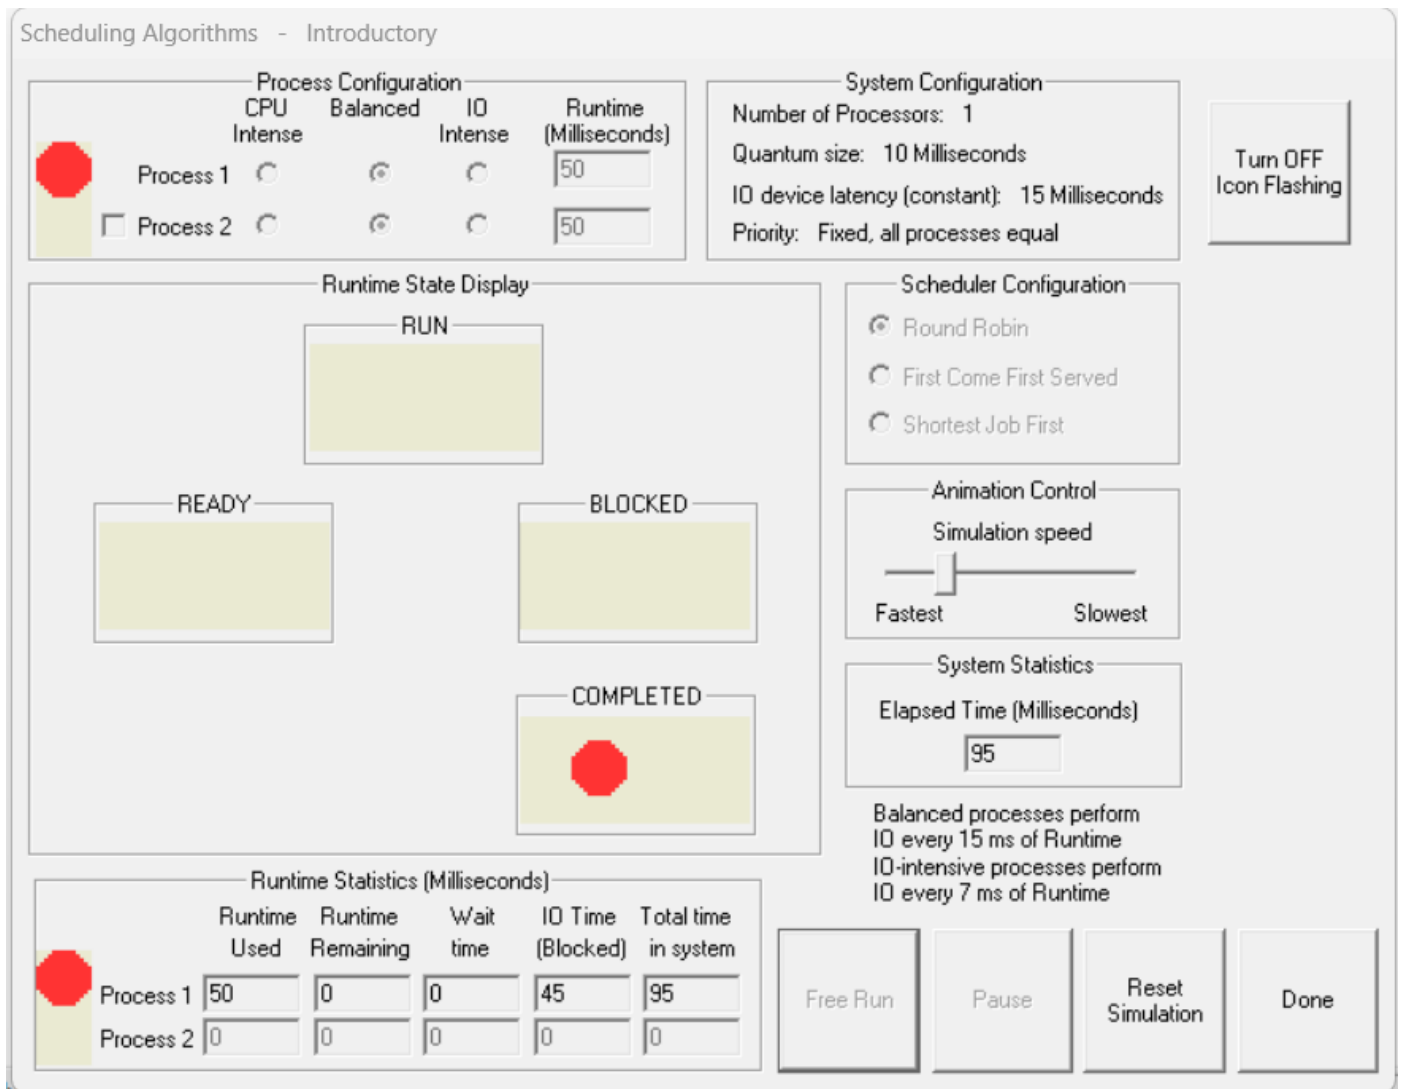 Scheduling Algorithms - Introductory
Process Configuration
CPU Intense
Balanced
IO Intense
Runtime (Milliseconds)
Process 1
50
Process 2
50
System Configuration
Number of Processors: 1
Quantum size: 10 Milliseconds
IO device latency (constant): 15 Milliseconds
Priority: Fixed, all processes equal
Turn OFF
Icon Flashing
Runtime State Display
RUN
READY
BLOCKED
COMPLETED
Scheduler Configuration
Round Robin
First Come First Served
Shortest Job First
Animation Control
Simulation speed
Fastest
Slowest
System Statistics
Elapsed Time (Milliseconds)
95
Balanced processes perform
IO every 15 ms of Runtime
IO-intensive processes perform
IO every 7 ms of Runtime
Runtime Statistics (Milliseconds)
Runtime Used
Runtime Remaining
Wait time
IO Time (Blocked)
Total time in system
Process 1 50 0 0 45 95
Process 2 0 0 0 0 0
Free Run
Pause
Reset
Simulation
Done